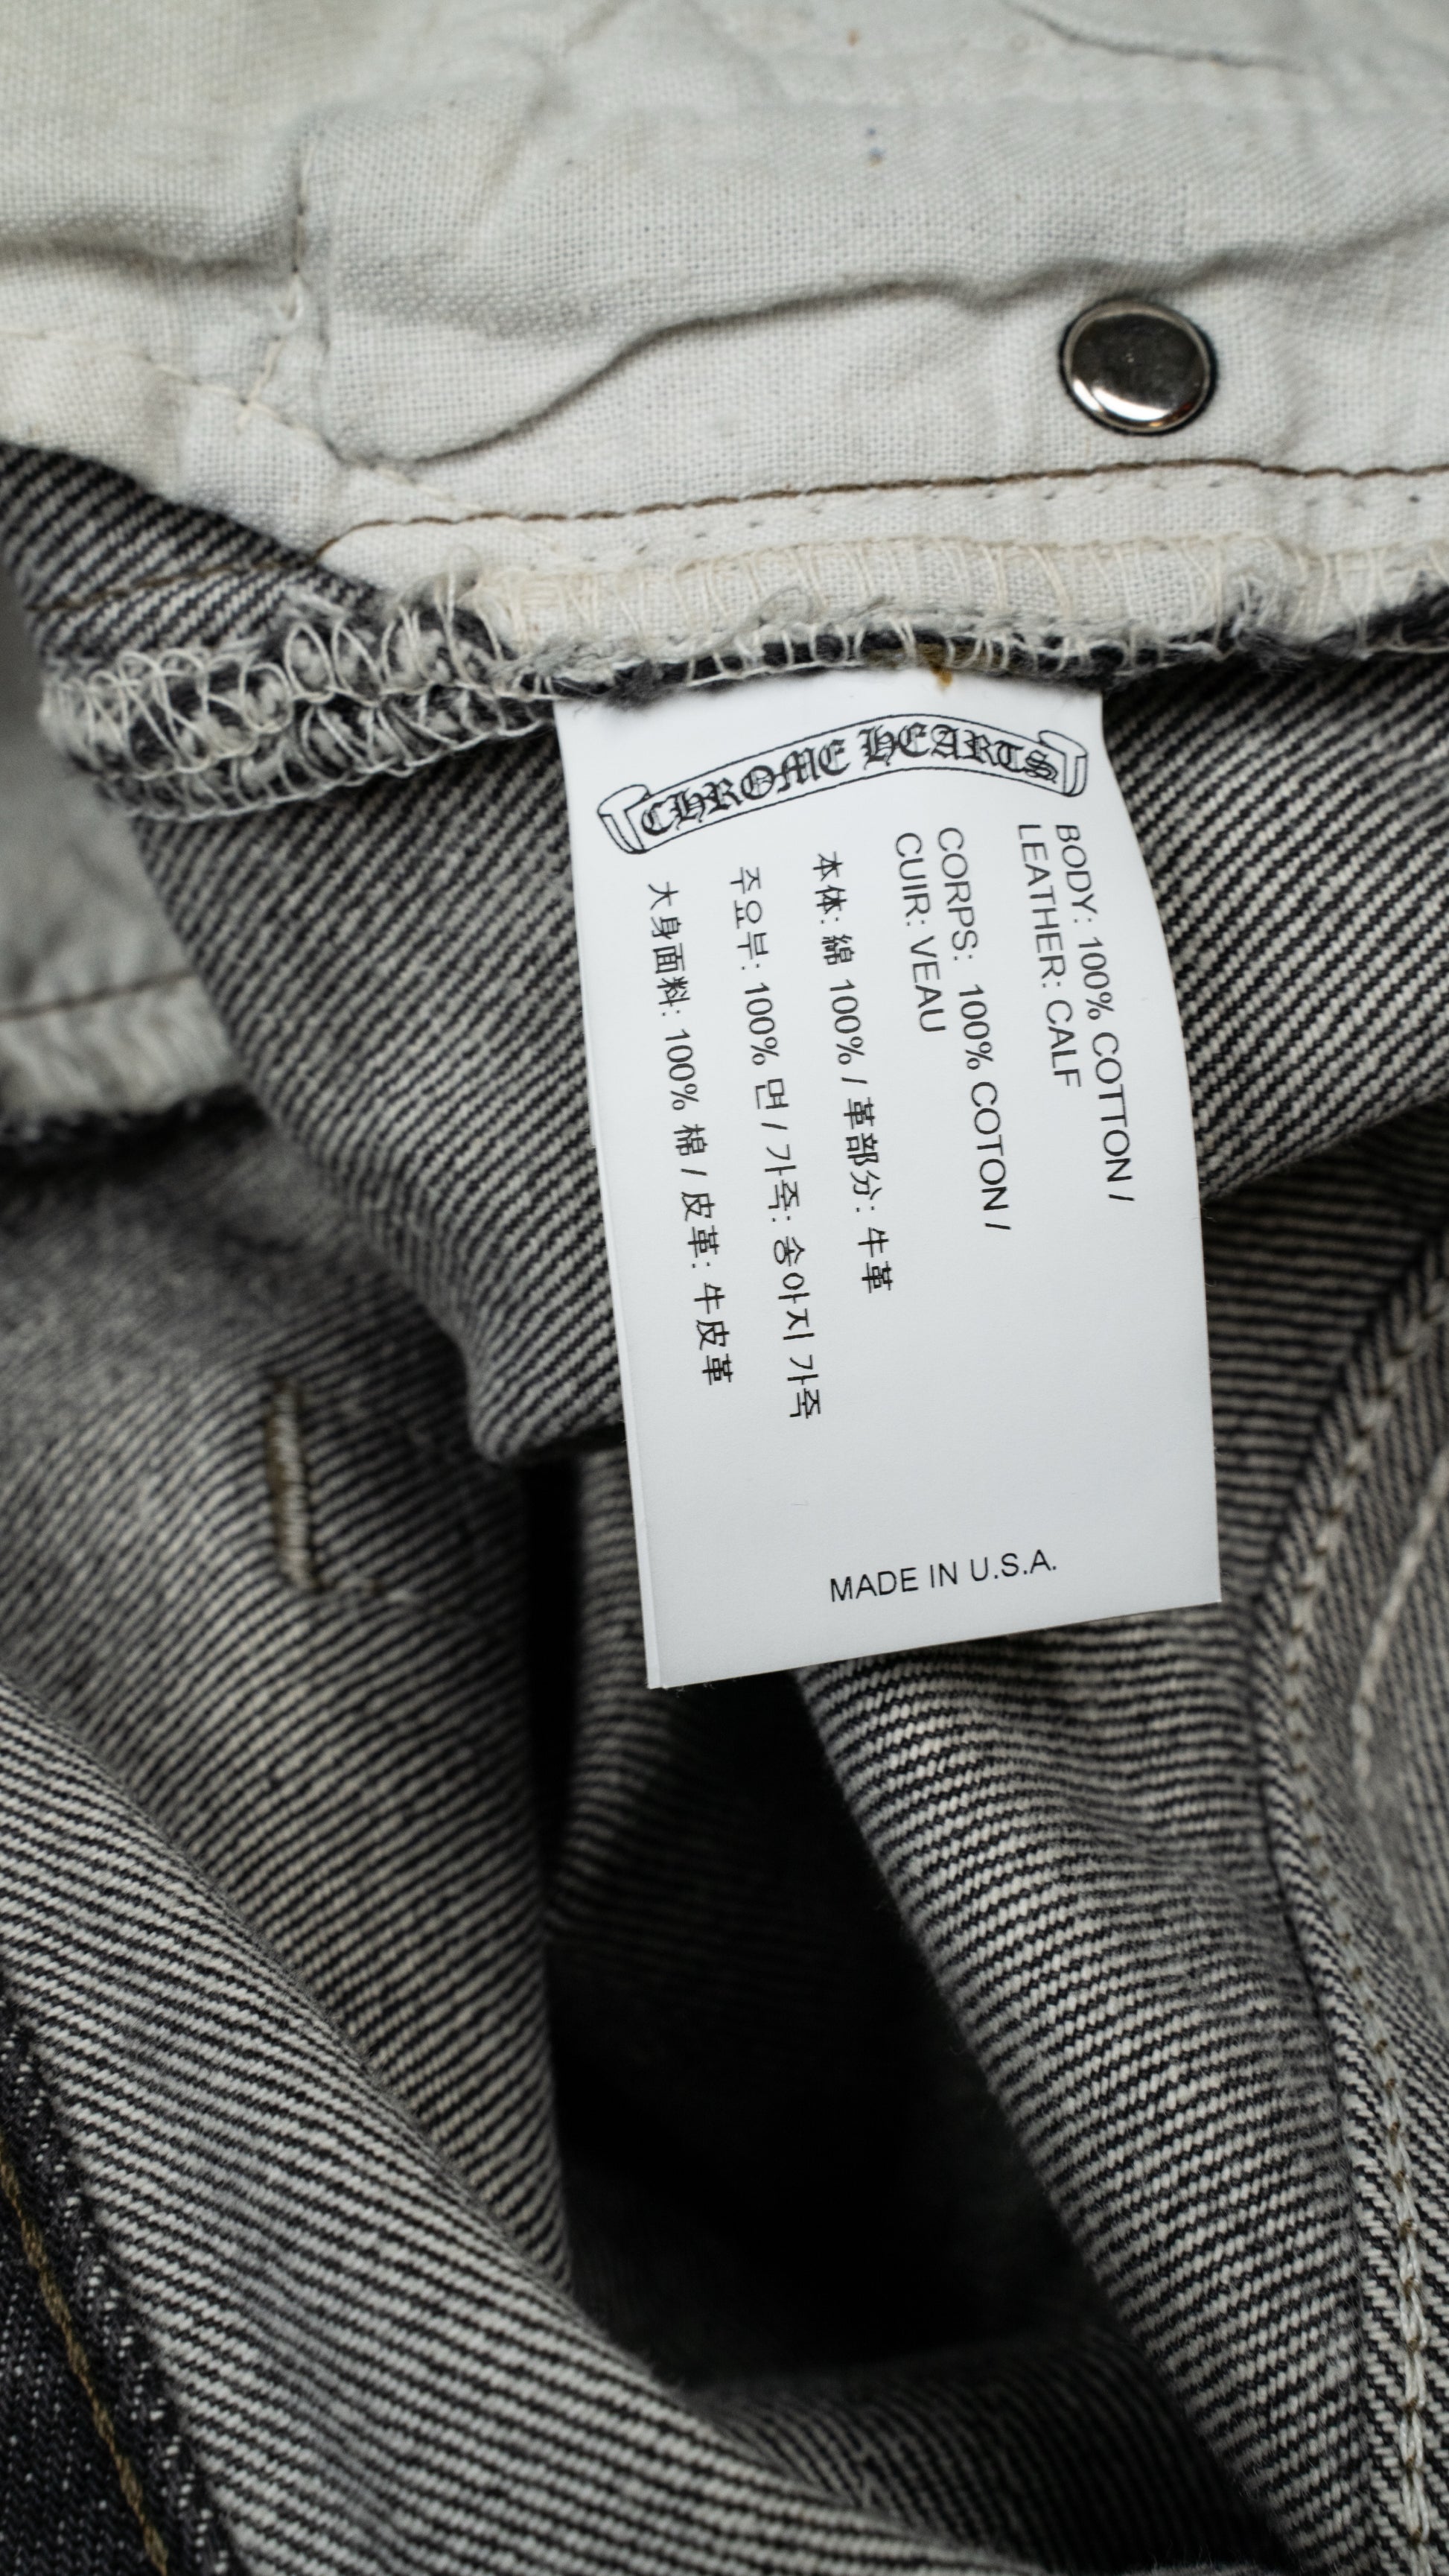 CHROME HEARTS
BODY: 100% COTTON /
LEATHER: CALF
CORPS: 100% COTON /
CUIR: VEAU
本体: 綿 100% / 革部分: 牛革
주요부: 100% 면 / 가죽: 송아지 가죽
大身面料: 100% 棉 / 皮革: 牛皮革
MADE IN U.S.A.